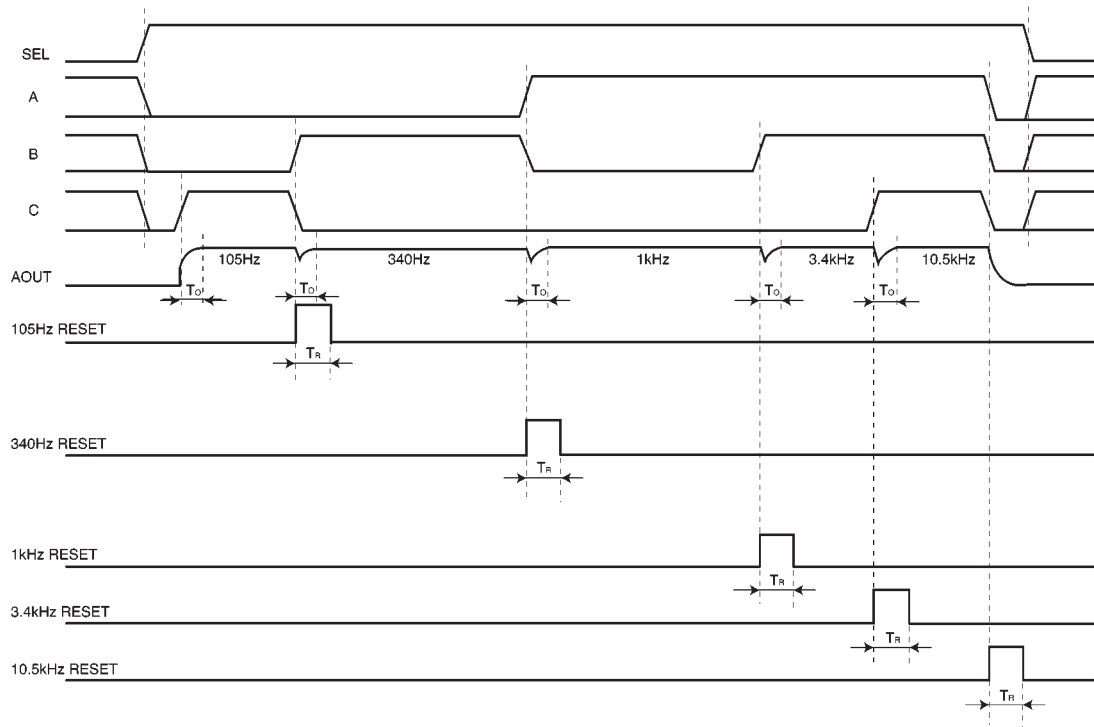 SEL
A
B
C
AOUT
105Hz
340Hz
1kHz
3.4kHz
10.5kHz
TO
TO
TO
TO
TO
105Hz RESET
TR
340Hz RESET
TR
1kHz RESET
TR
3.4kHz RESET
TR
10.5kHz RESET
TR